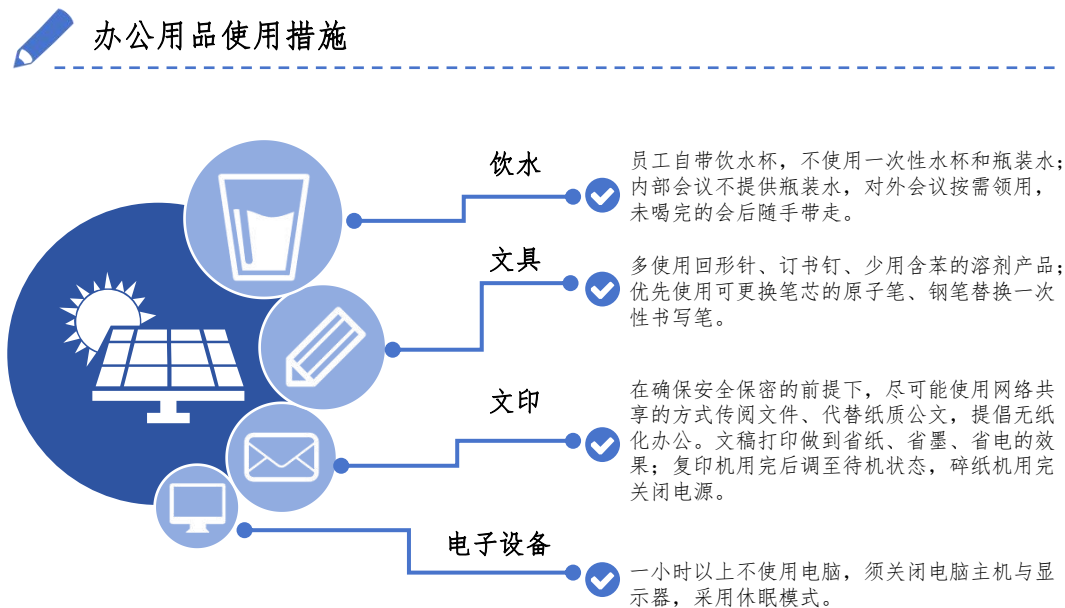 办公用品使用措施
饮水
员工自带饮水杯，不使用一次性水杯和瓶装水；
内部会议不提供瓶装水，对外会议按需领用，
未喝完的会后随手带走。
文具
多使用回形针、订书钉、少用含苯的溶剂产品；
优先使用可更换笔芯的原子笔、钢笔替换一次
性书写笔。
文印
在确保安全保密的前提下，尽可能使用网络共
享的方式传阅文件、代替纸质公文，提倡无纸
化办公。文稿打印做到省纸、省墨、省电的效
果；复印机用完后调至待机状态，碎纸机用完
关闭电源。
电子设备
一小时以上不使用电脑，须关闭电脑主机与显
示器，采用休眠模式。